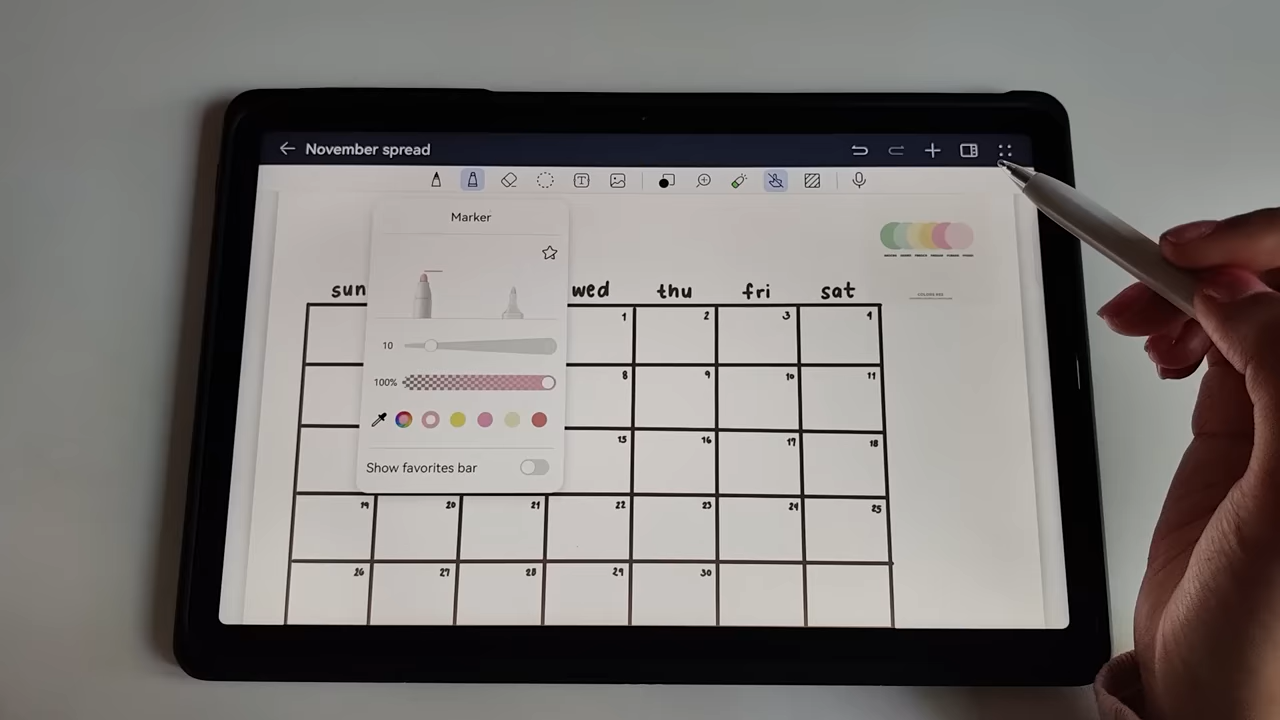 November spread
Marker
sun wed thu fri sat
1 2 3 4
10
8 9 10 11
100%
15 16 17 18
Show favorites bar
19 20 21 22 23 24 25
26 27 28 29 30